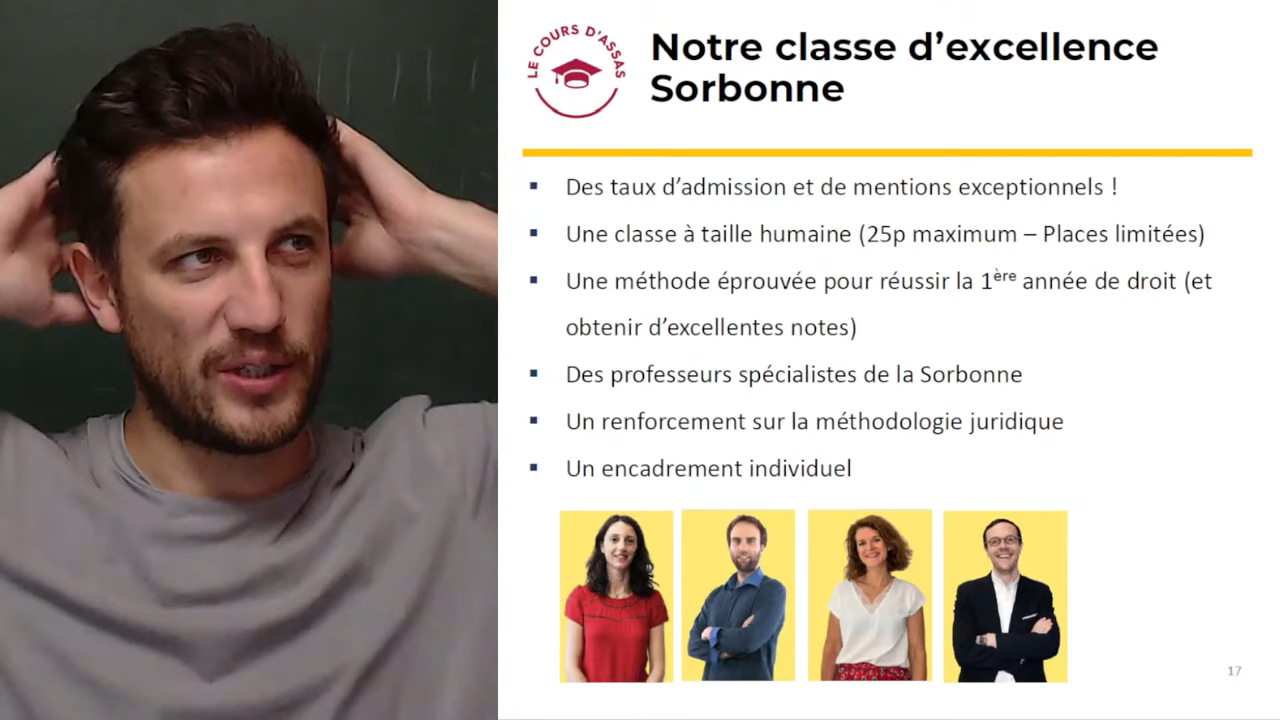 LE COURS D'ASSAS
Notre classe d’excellence
Sorbonne
▪ Des taux d’admission et de mentions exceptionnels !
▪ Une classe à taille humaine (25p maximum – Places limitées)
▪ Une méthode éprouvée pour réussir la 1ère année de droit (et
obtenir d’excellentes notes)
▪ Des professeurs spécialistes de la Sorbonne
▪ Un renforcement sur la méthodologie juridique
▪ Un encadrement individuel
17